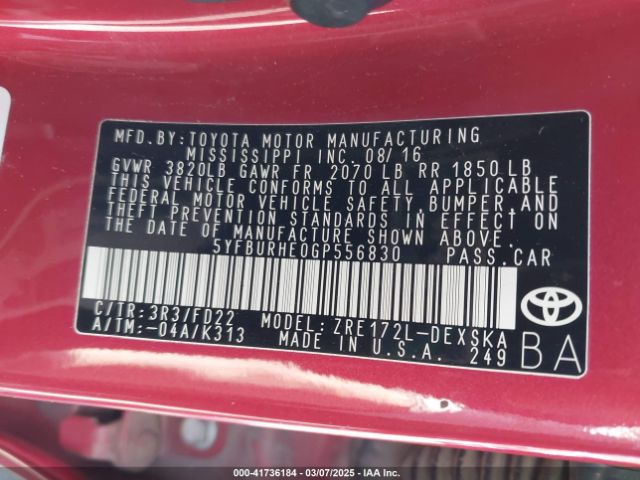 MFD.BY:TOYOTA MOTOR MANUFACTURING
MISSISSIPPI INC. 08/16
GVWR 3820LB GAWR FR 2070 LB RR 1850 LB
THIS VEHICLE CONFORMS TO ALL APPLICABLE
FEDERAL MOTOR VEHICLE SAFETY, BUMPER, AND
THEFT PREVENTION STANDARDS IN EFFECT ON
THE DATE OF MANUFACTURE SHOWN ABOVE.
5YFBURHE0GP556830 PASS.CAR
C/TR:3R3/FD22 MODEL: ZRE172L-DEXSKA
A/TM:-04A/K313 MADE IN U.S.A. 249
TOYOTA
BA
000-41736184 — 03/07/2025 — IAA Inc.